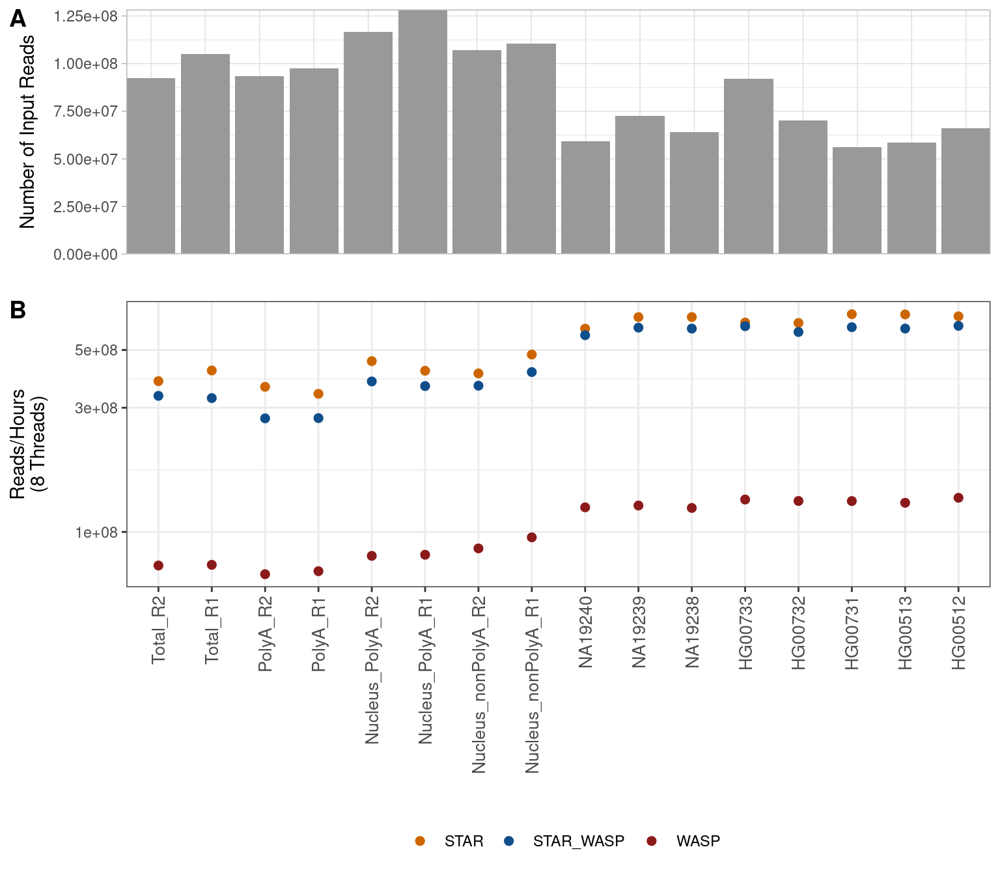 A
Number of Input Reads
1.25e+08
1.00e+08
7.50e+07
5.00e+07
2.50e+07
0.00e+00
B
Reads/Hours
(8 Threads)
5e+08
3e+08
1e+08
Total_R2
Total_R1
PolyA_R2
PolyA_R1
Nucleus_PolyA_R2
Nucleus_PolyA_R1
Nucleus_nonPolyA_R2
Nucleus_nonPolyA_R1
NA19240
NA19239
NA19238
HG00733
HG00732
HG00731
HG00513
HG00512
STAR STAR_WASP WASP